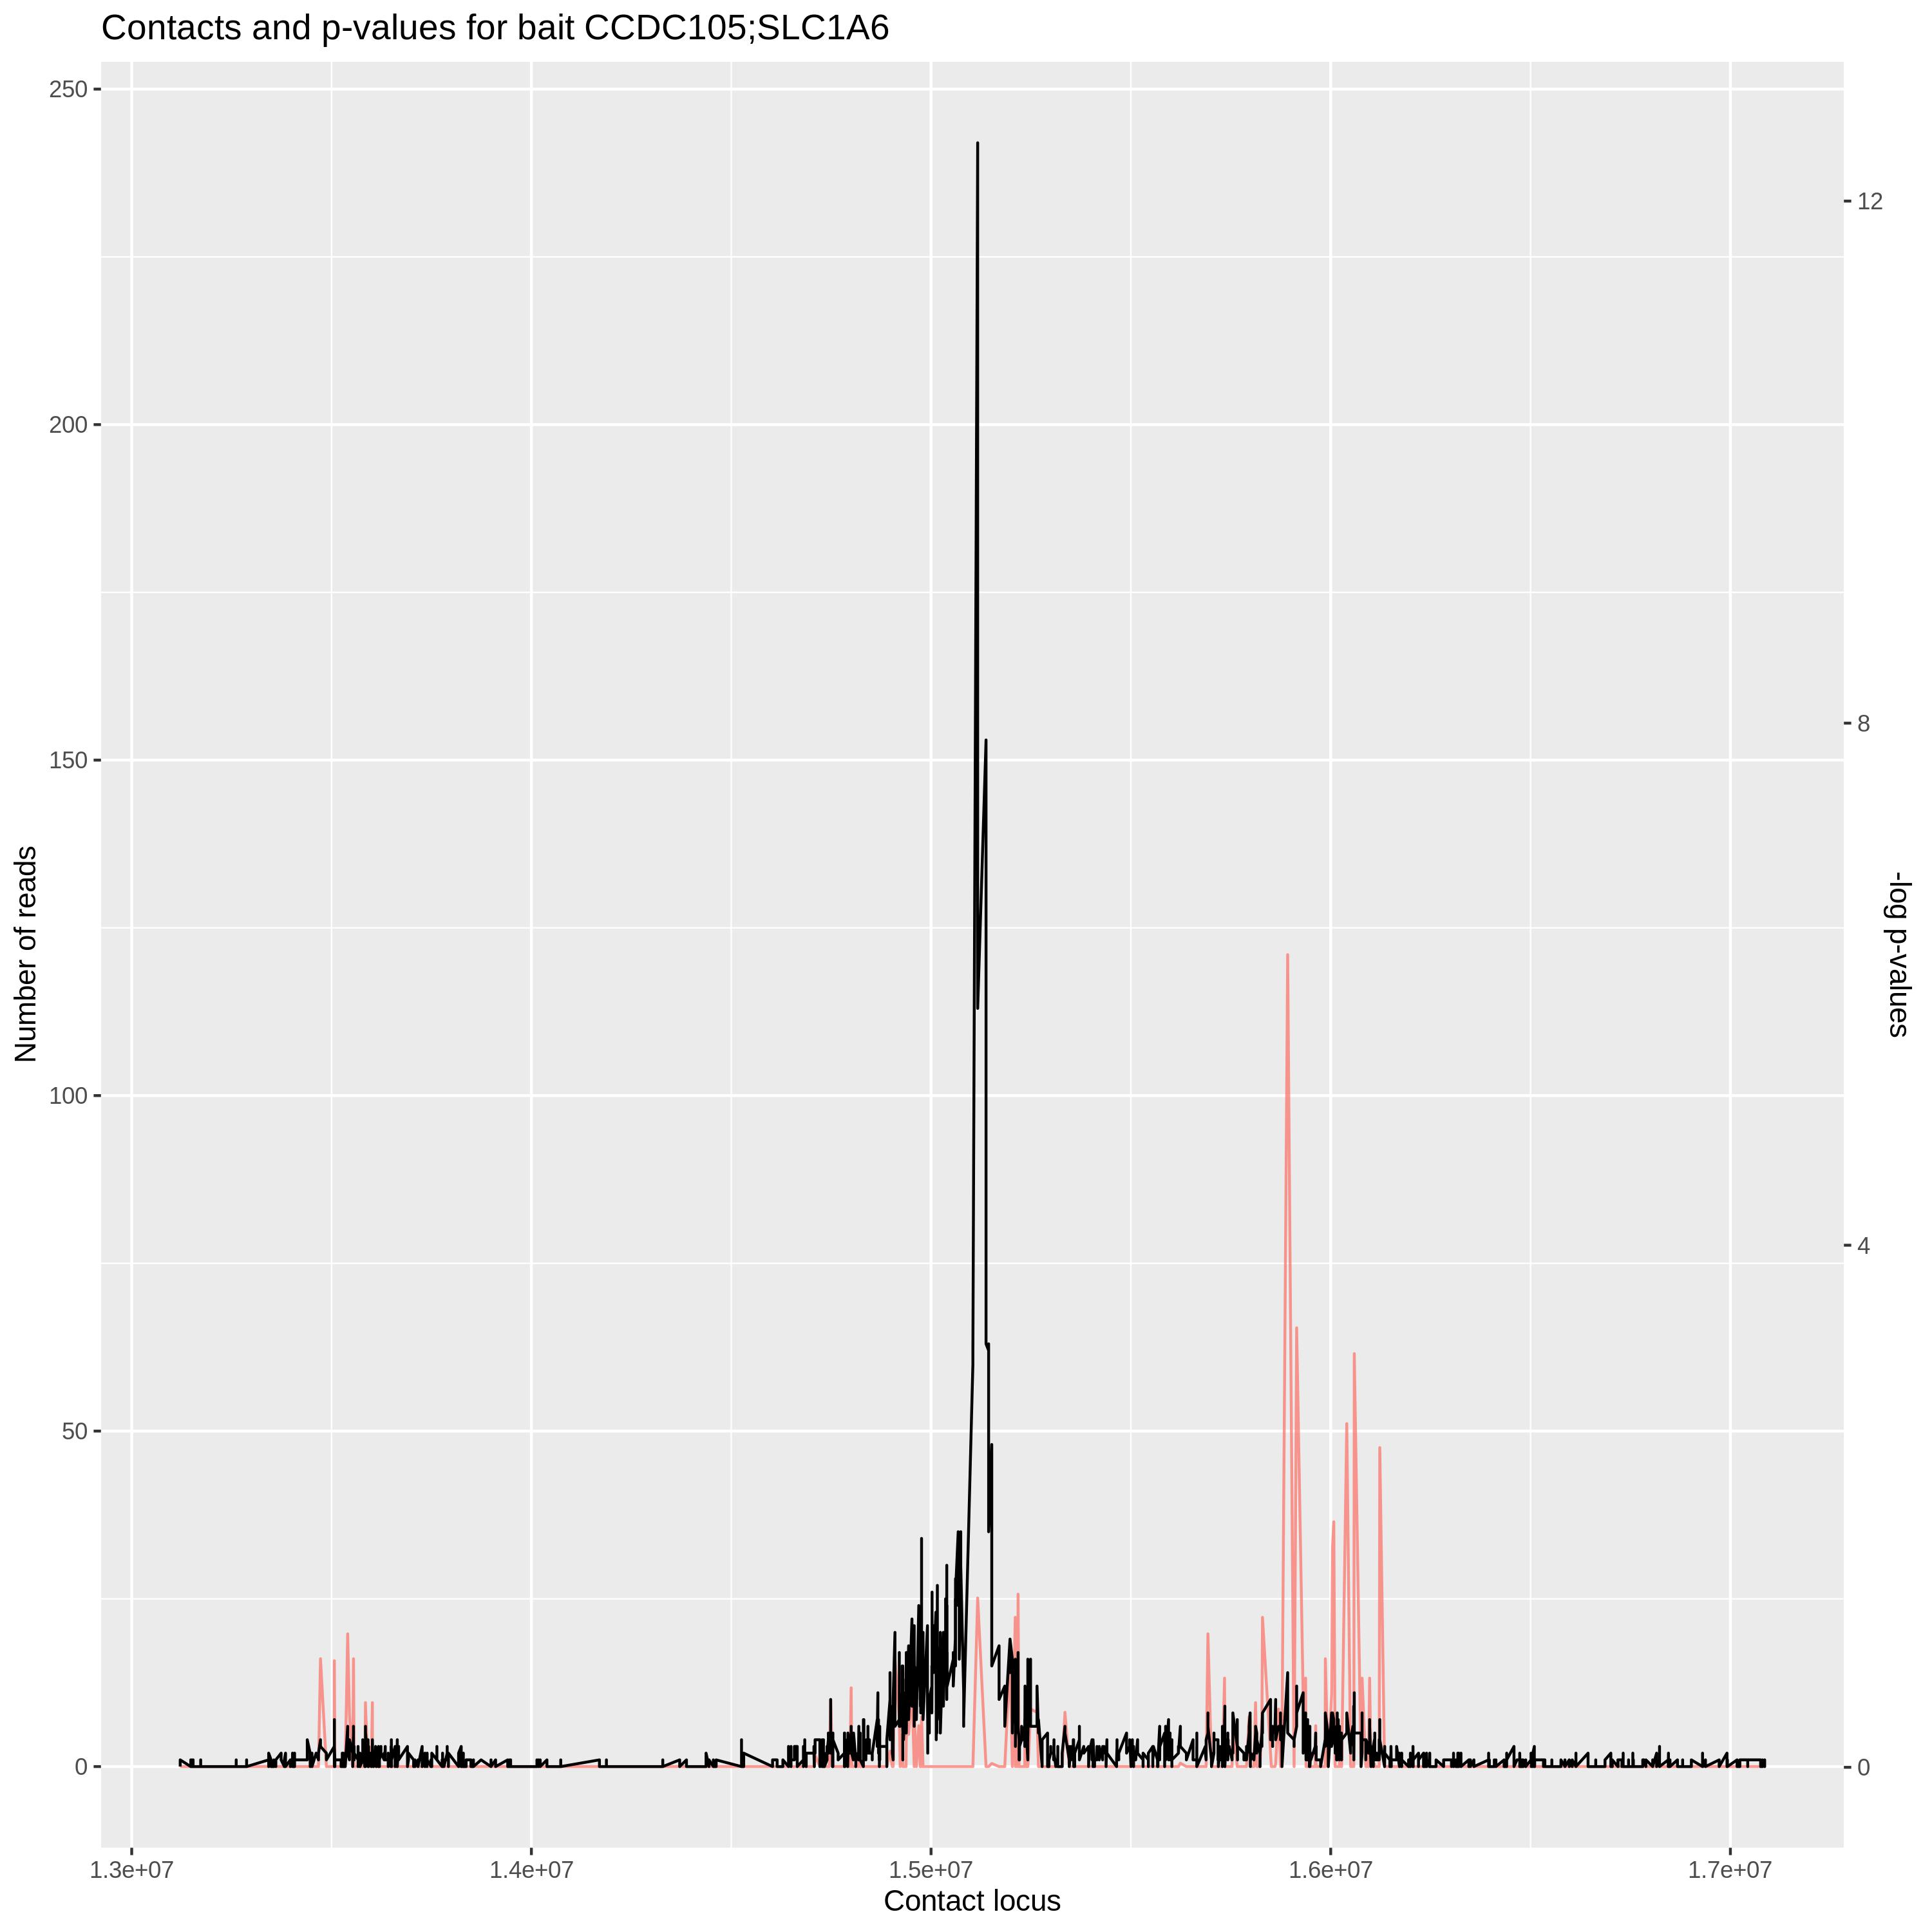 Contacts and p-values for bait CCDC105;SLC1A6
250
200
150
100
50
0
Number of reads
12
8
4
0
-log p-values
1.3e+07
1.4e+07
1.5e+07
1.6e+07
1.7e+07
Contact locus